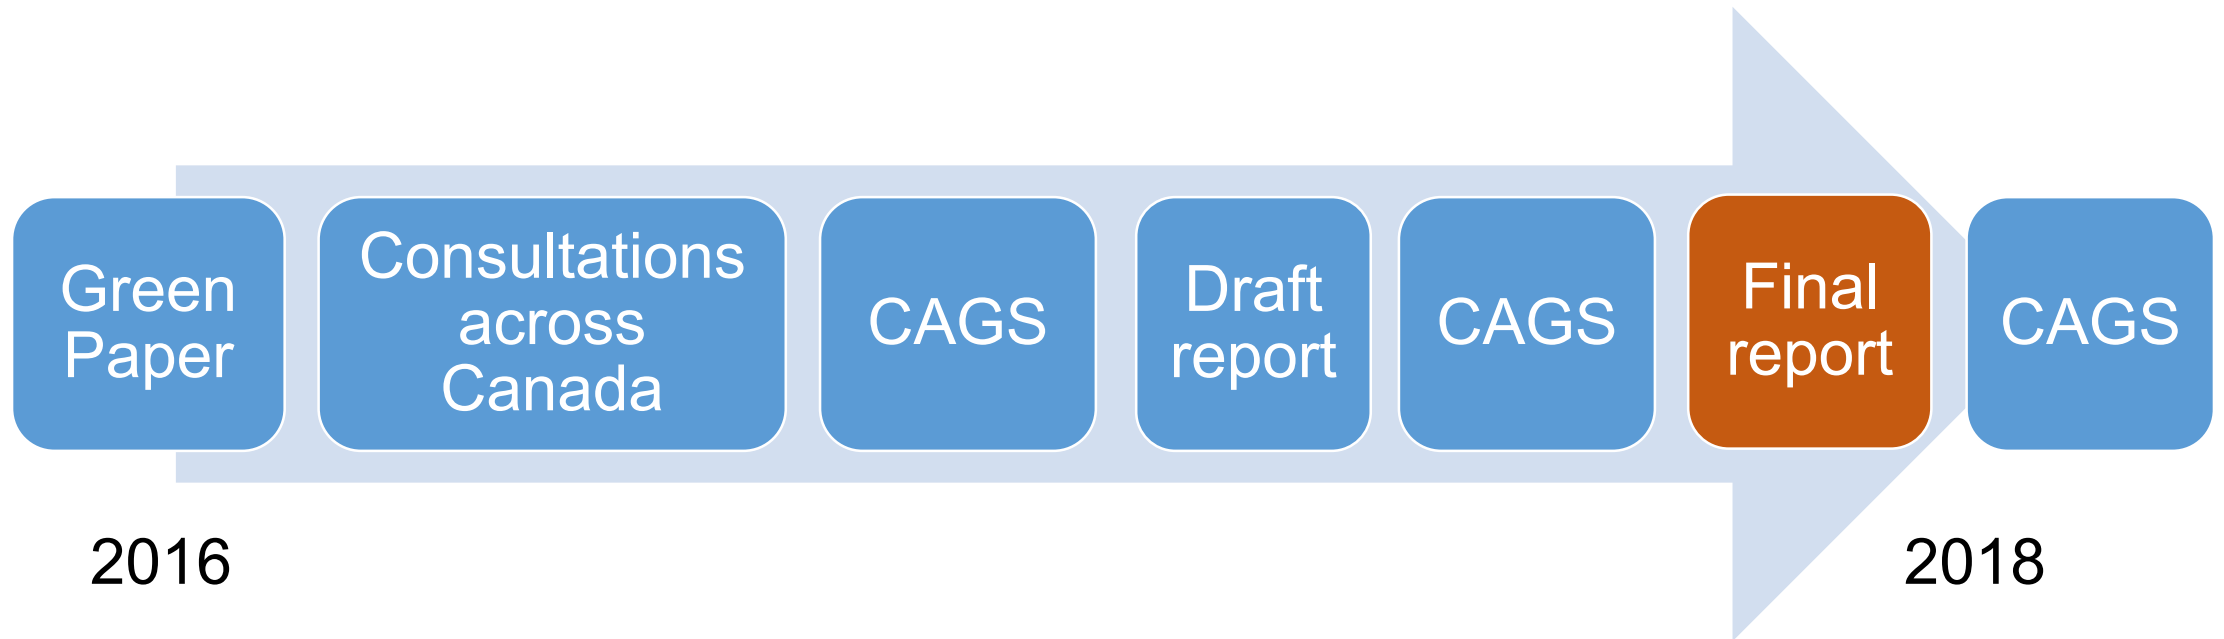 Green
Paper
Consultations
across
Canada
CAGS
Draft
report
CAGS
Final
report
CAGS
2016
2018